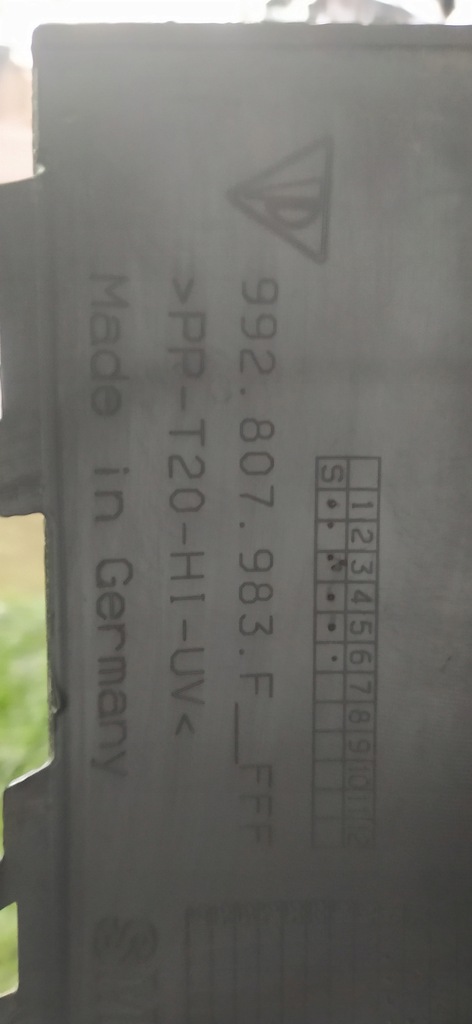 1 2 3 4 5 6 7 8 9 10 11 12
S
992.807.983.F__FFF
>PP-T20-HI-UV<
Made in Germany